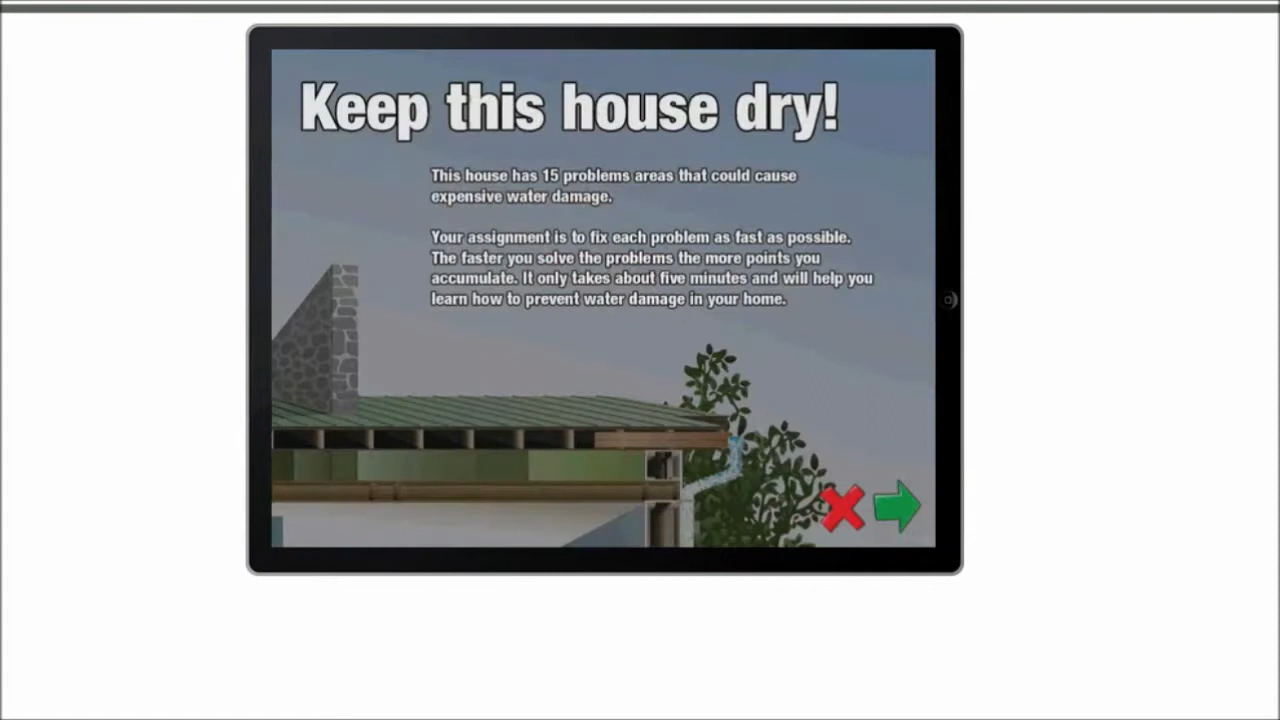 Keep this house dry!
This house has 15 problems areas that could cause
expensive water damage.
Your assignment is to fix each problem as fast as possible.
The faster you solve the problems the more points you
accumulate. It only takes about five minutes and will help you
learn how to prevent water damage in your home.